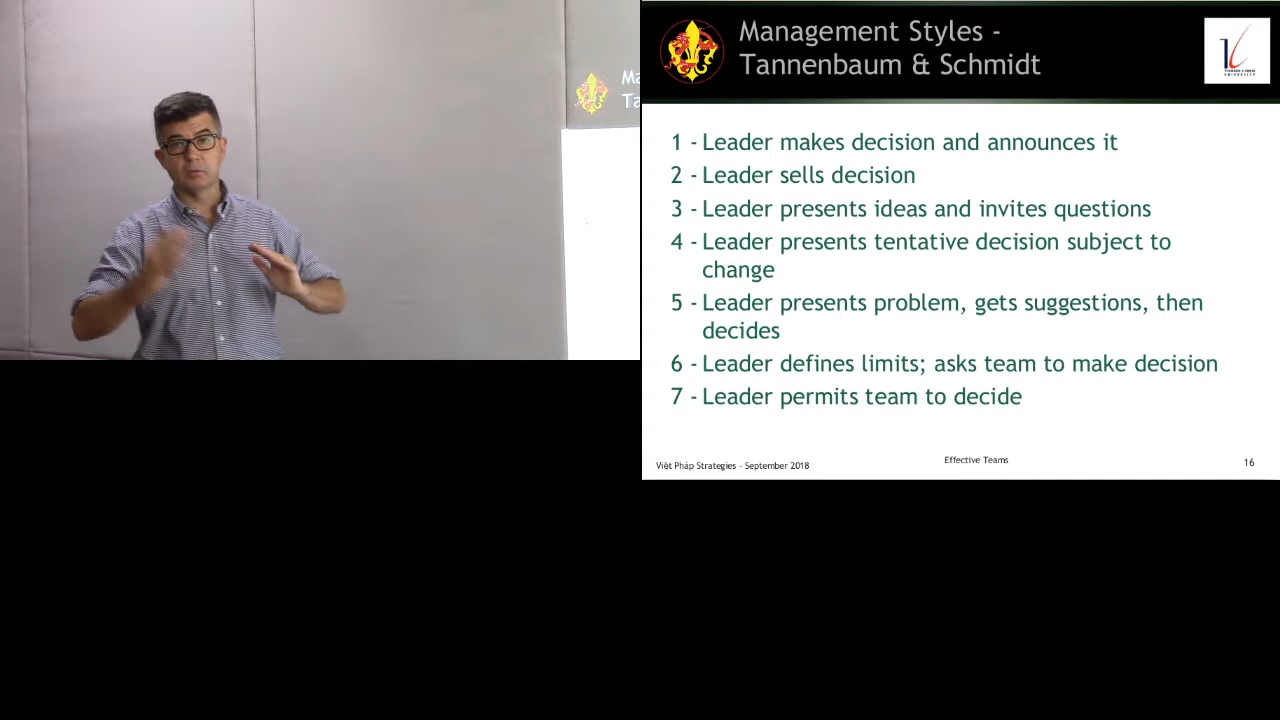 Ma
Ta
Management Styles -
Tannenbaum & Schmidt
1 - Leader makes decision and announces it
2 - Leader sells decision
3 - Leader presents ideas and invites questions
4 - Leader presents tentative decision subject to
change
5 - Leader presents problem, gets suggestions, then
decides
6 - Leader defines limits; asks team to make decision
7 - Leader permits team to decide
Việt Pháp Strategies - September 2018
Effective Teams
16